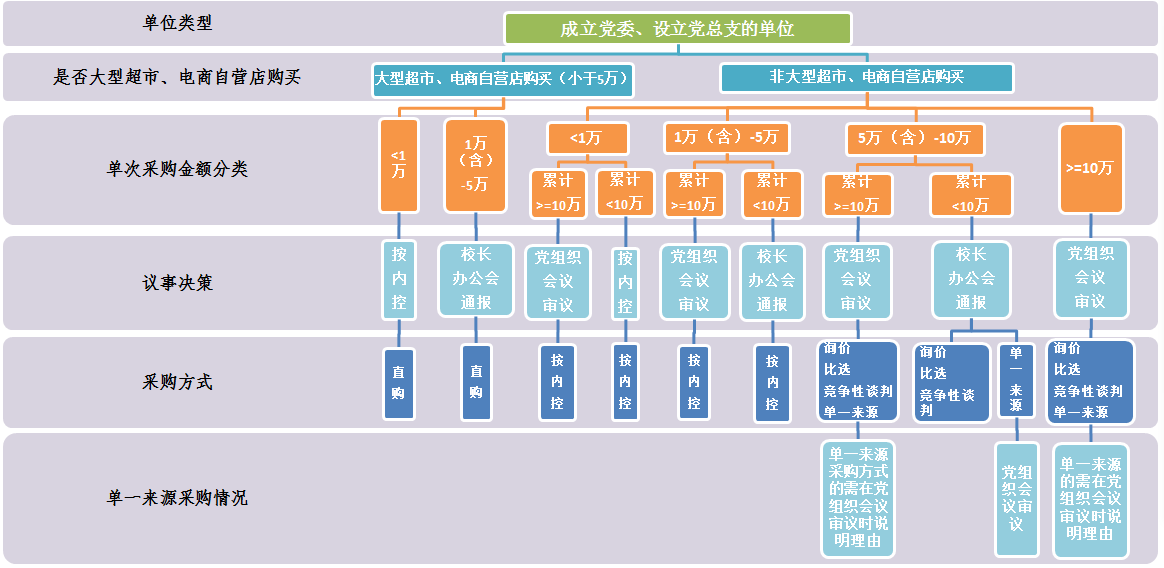 单位类型
成立党委、设立党总支的单位
是否大型超市、电商自营店购买
大型超市、电商自营店购买（小于5万）
非大型超市、电商自营店购买
单次采购金额分类
<1
万
1万
（含）
-5万
<1万
累计
>=10万
累计
<10万
1万（含）-5万
累计
>=10万
累计
<10万
5万（含）-10万
累计
>=10万
累计
<10万
>=10万
议事决策
按
内
控
校长
办公会
通报
党组织
会议
审议
按
内
控
党组织
会议
审议
校长
办公会
通报
党组织
会议
审议
校长
办公会
通报
党组织
会议
审议
采购方式
直
购
直
购
按
内
控
按
内
控
按
内
控
按
内
控
询价
比选
竞争性谈判
单一来源
询价
比选
竞争性谈
判
单
一
来
源
询价
比选
竞争性谈判
单一来源
单一来源采购情况
单一来源
采购方式
的需在党
组织会议
审议时说
明理由
党组
织会
议审
议
单一来源
的需在党
组织会议
审议时说
明理由